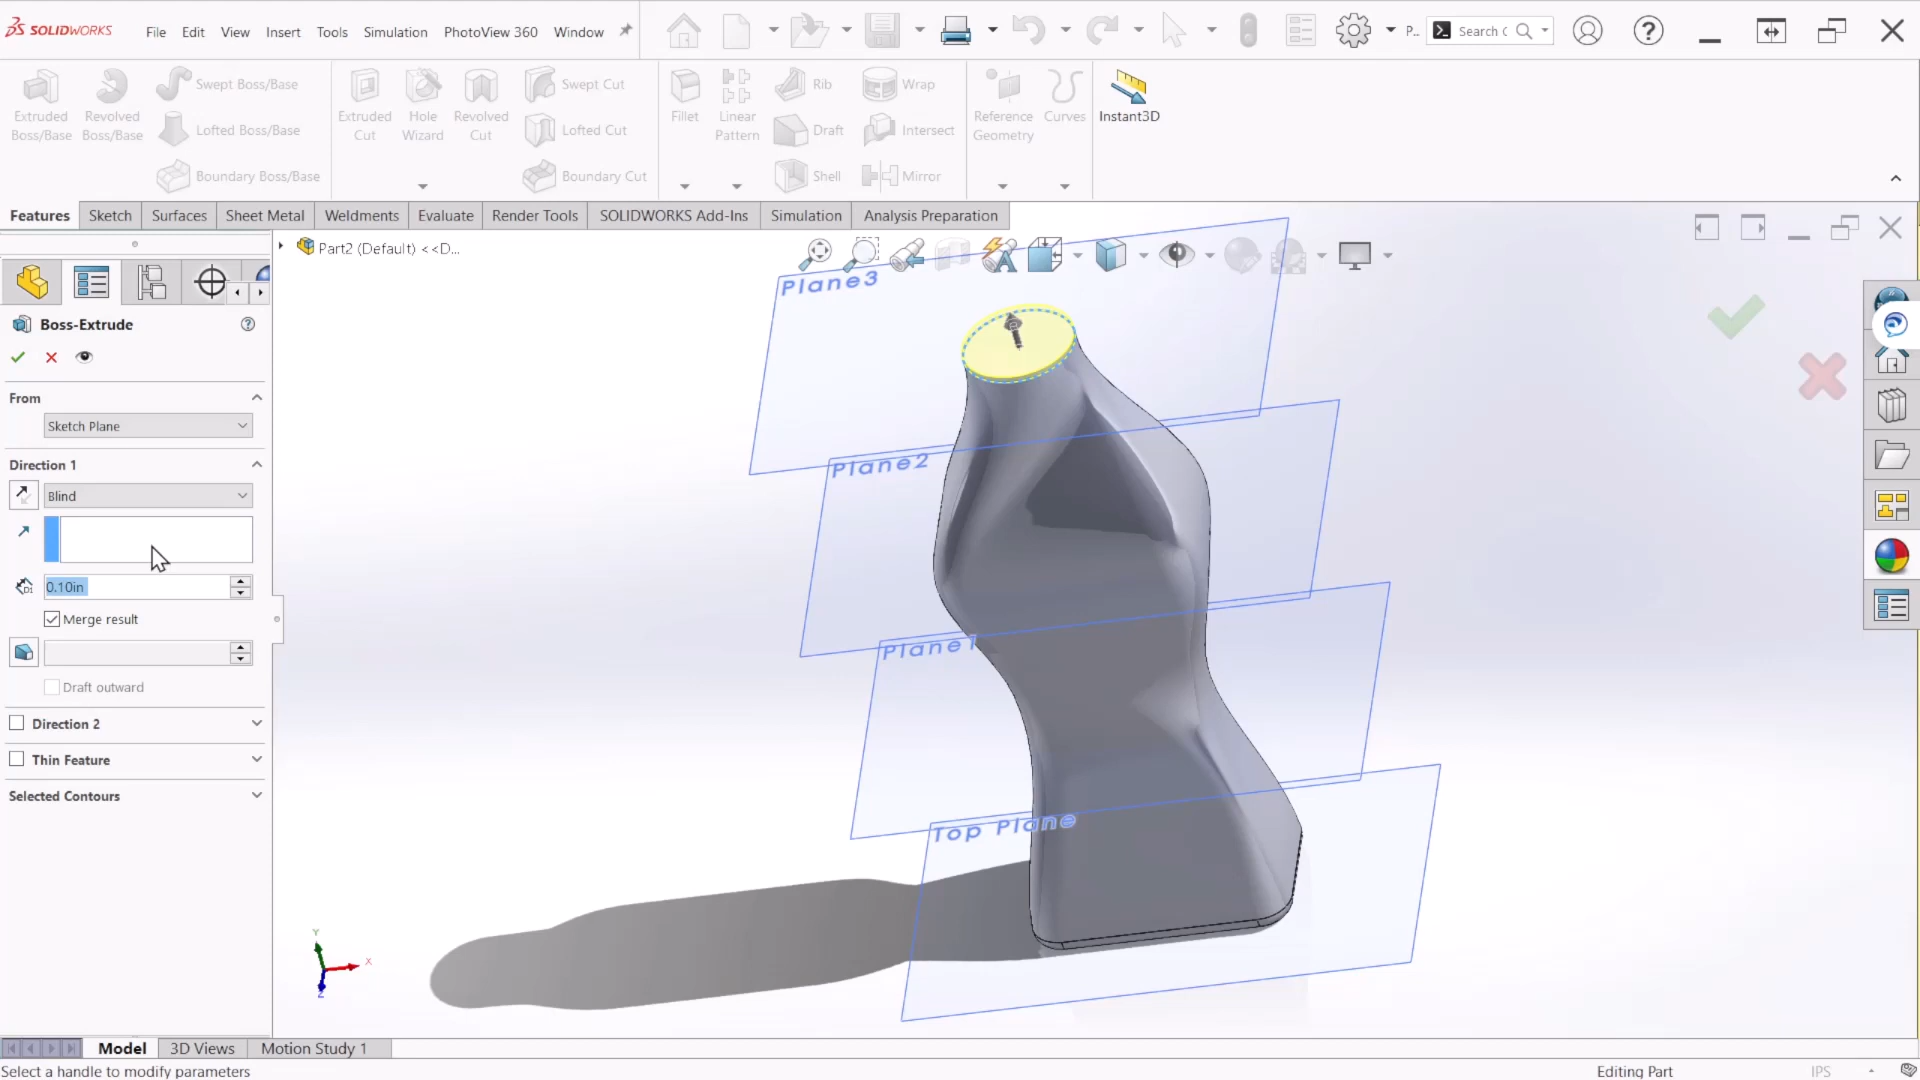 SOLIDWORKS File Edit View Insert Tools Simulation PhotoView 360 Window P.. Search C
Extruded Boss/Base
Revolved Boss/Base
Swept Boss/Base
Lofted Boss/Base
Boundary Boss/Base
Extruded Cut
Hole Wizard
Revolved Cut
Swept Cut
Lofted Cut
Boundary Cut
Fillet
Linear Pattern
Rib
Draft
Shell
Wrap
Intersect
Mirror
Reference Geometry
Curves
Instant3D
Features Sketch Surfaces Sheet Metal Weldments Evaluate Render Tools SOLIDWORKS Add-Ins Simulation Analysis Preparation
Part2 (Default) <<D...
Boss-Extrude
From
Sketch Plane
Direction 1
Blind
D1
0.10in
Merge result
Draft outward
Direction 2
Thin Feature
Selected Contours
Plane3
Plane2
Plane1
Top Plane
Y
X
Z
Model 3D Views Motion Study 1
Select a handle to modify parameters Editing Part IPS